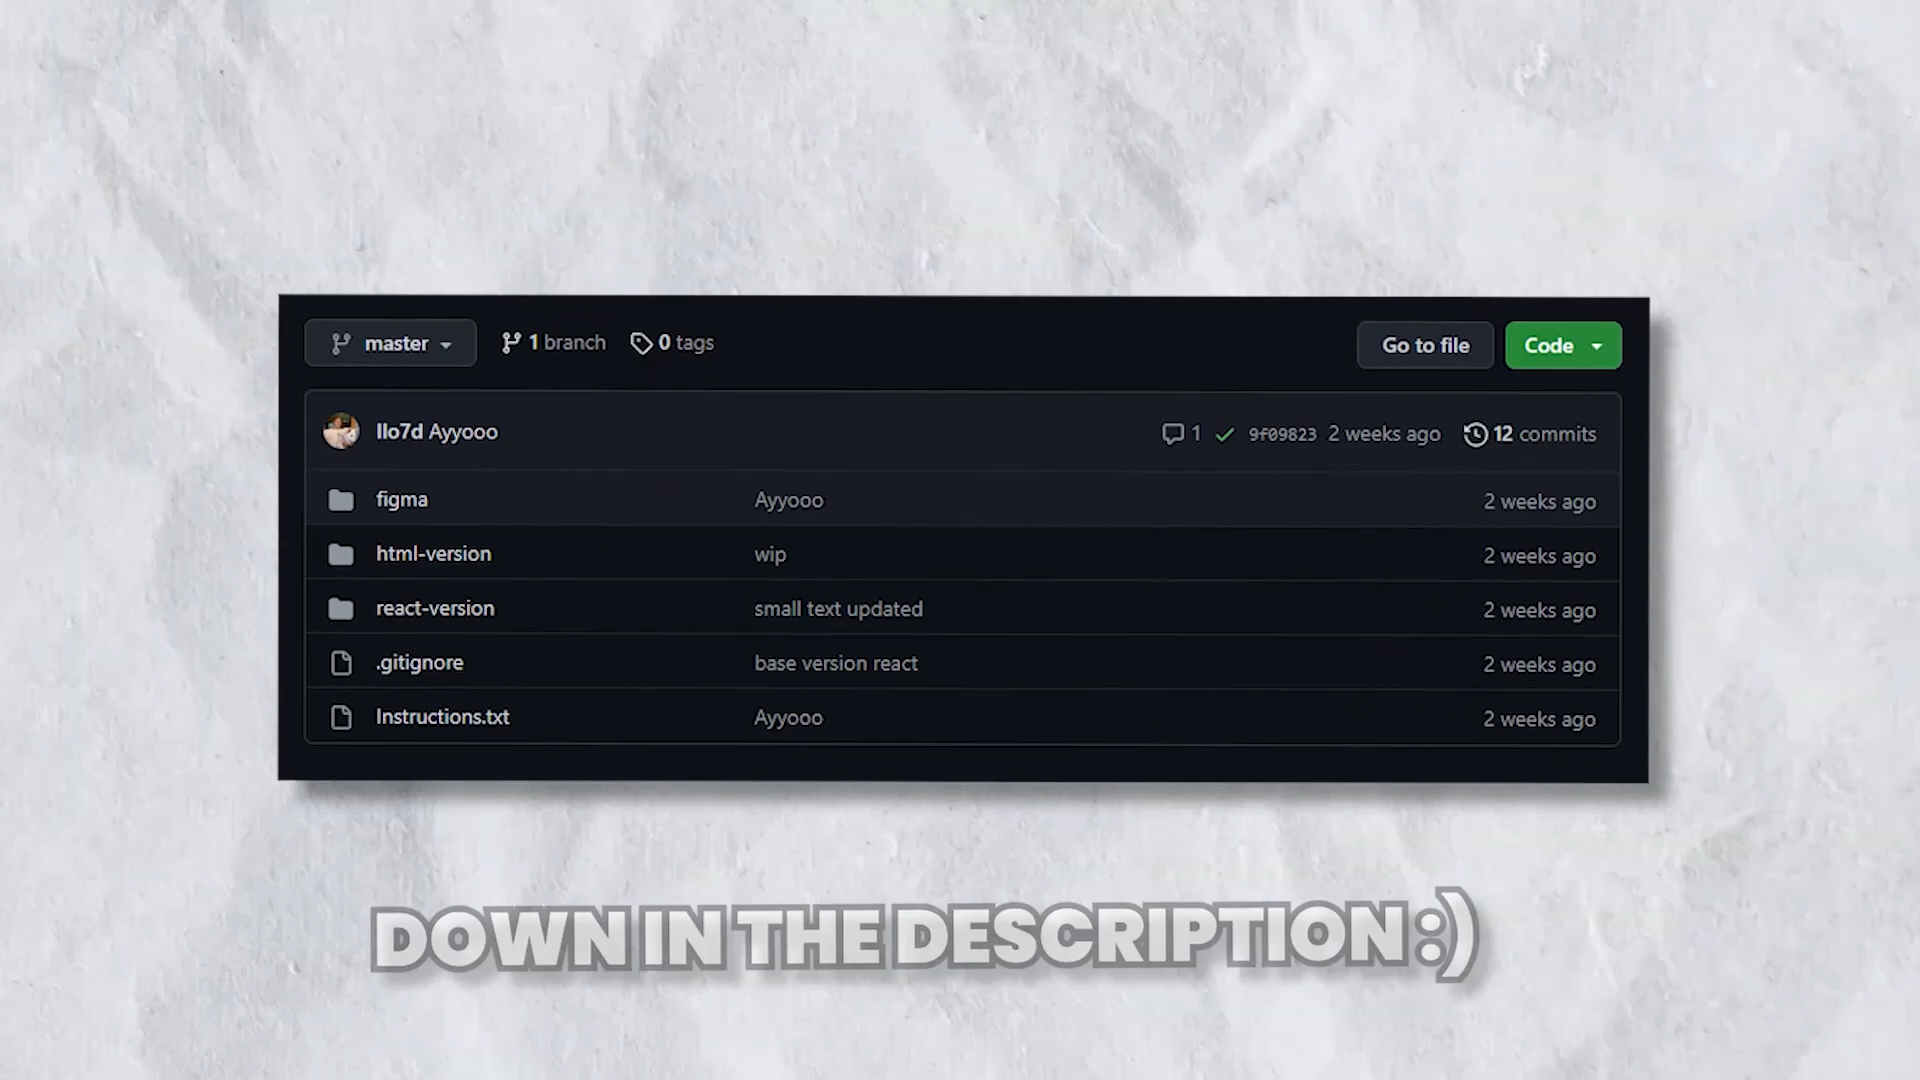 master 1 branch 0 tags Go to file Code
llo7d Ayyooo 1 9f09823 2 weeks ago 12 commits
figma Ayyooo 2 weeks ago
html-version wip 2 weeks ago
react-version small text updated 2 weeks ago
.gitignore base version react 2 weeks ago
Instructions.txt Ayyooo 2 weeks ago
DOWN IN THE DESCRIPTION :)